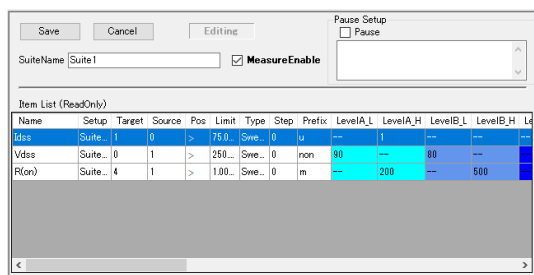 Save Cancel Editing
Pause Setup
Pause
SuiteName Suite1 MeasureEnable
Item List (ReadOnly)
Name Setup Target Source Pos Limit Type Step Prefix LevelA_L LevelA_H LevelB_L LevelB_H Le
Idss Suite... 1 0 > 75.0... Swe... 0 u -- 1
Vdss Suite... 0 1 > 250.... Swe... 0 non 90 -- 80 --
R(on) Suite... 4 1 > 1.00... Swe... 0 m -- 200 -- 500